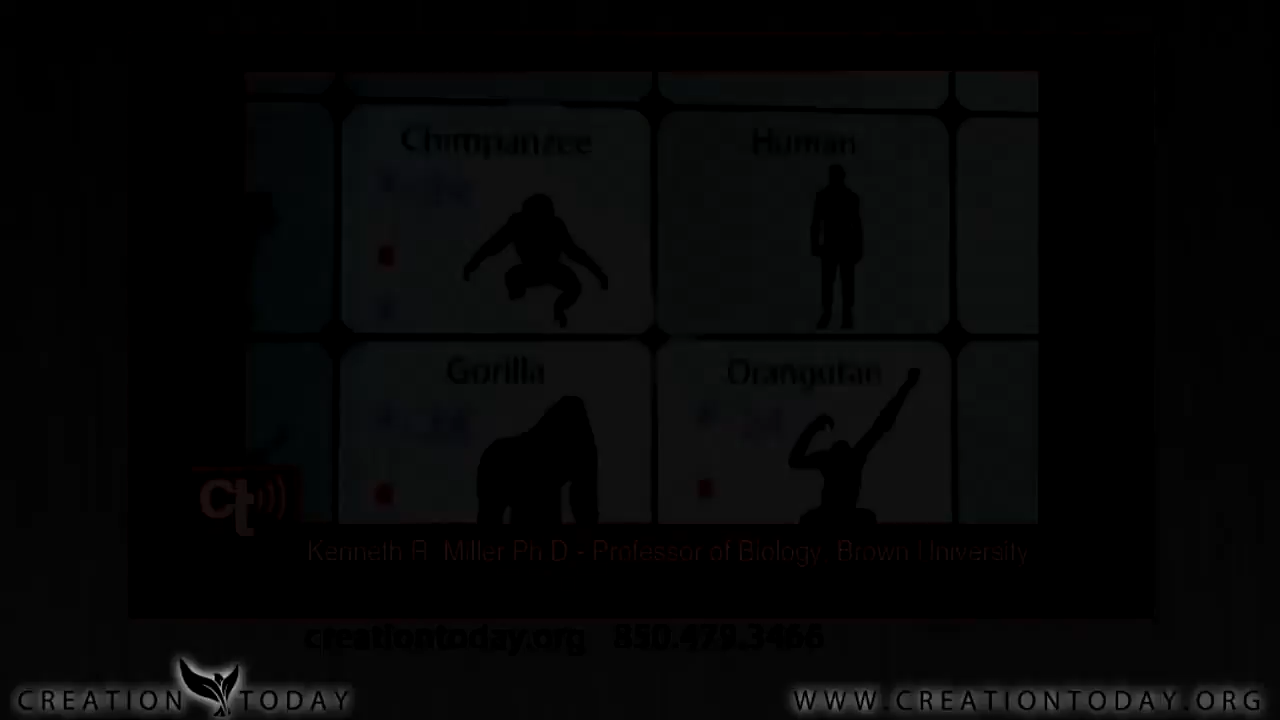 Chimpanzee
Human
Gorilla
Orangutan
ct
Kenneth R. Miller Ph.D - Professor of Biology, Brown University
creationtoday.org 850.479.3466
CREATION TODAY
WWW.CREATIONTODAY.ORG